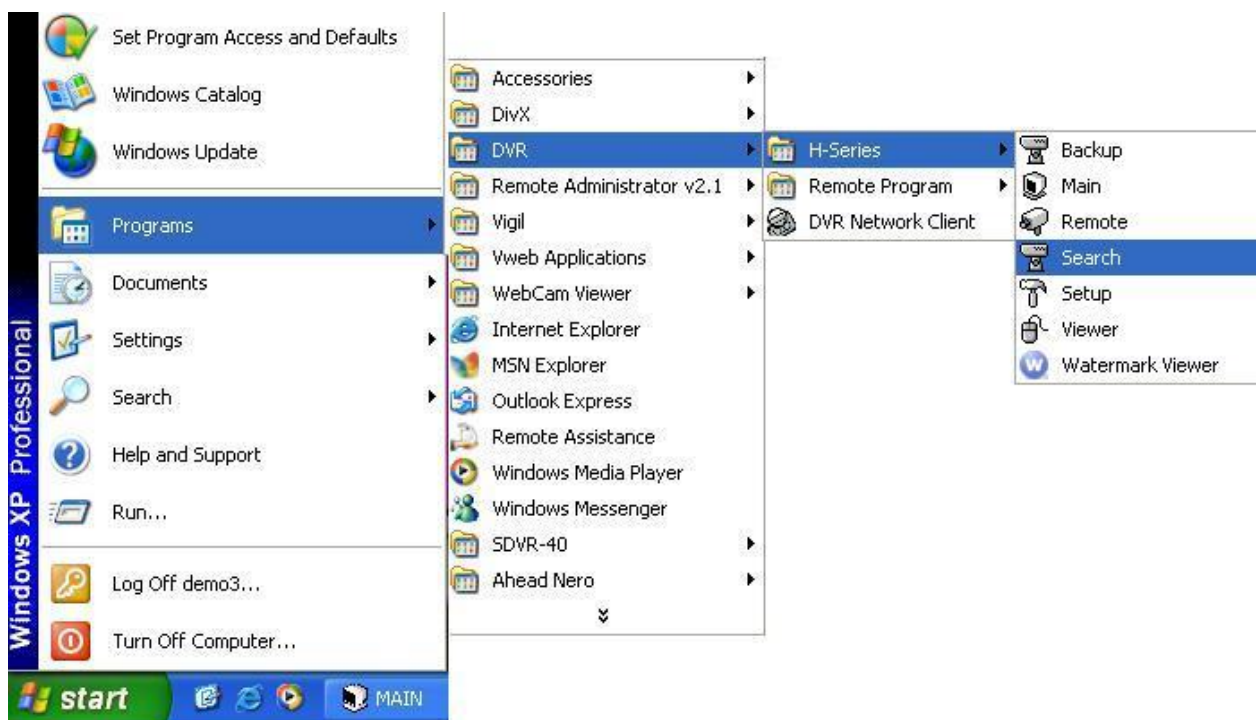 Set Program Access and Defaults
Windows Catalog
Windows Update
Programs
Documents
Settings
Search
Help and Support
Run...
Log Off demo3...
Turn Off Computer...
Windows XP Professional
start
MAIN
Accessories
DivX
DVR
Remote Administrator v2.1
Vigil
Vweb Applications
WebCam Viewer
Internet Explorer
MSN Explorer
Outlook Express
Remote Assistance
Windows Media Player
Windows Messenger
SDVR-40
Ahead Nero
H-Series
Remote Program
DVR Network Client
Backup
Main
Remote
Search
Setup
Viewer
W
Watermark Viewer